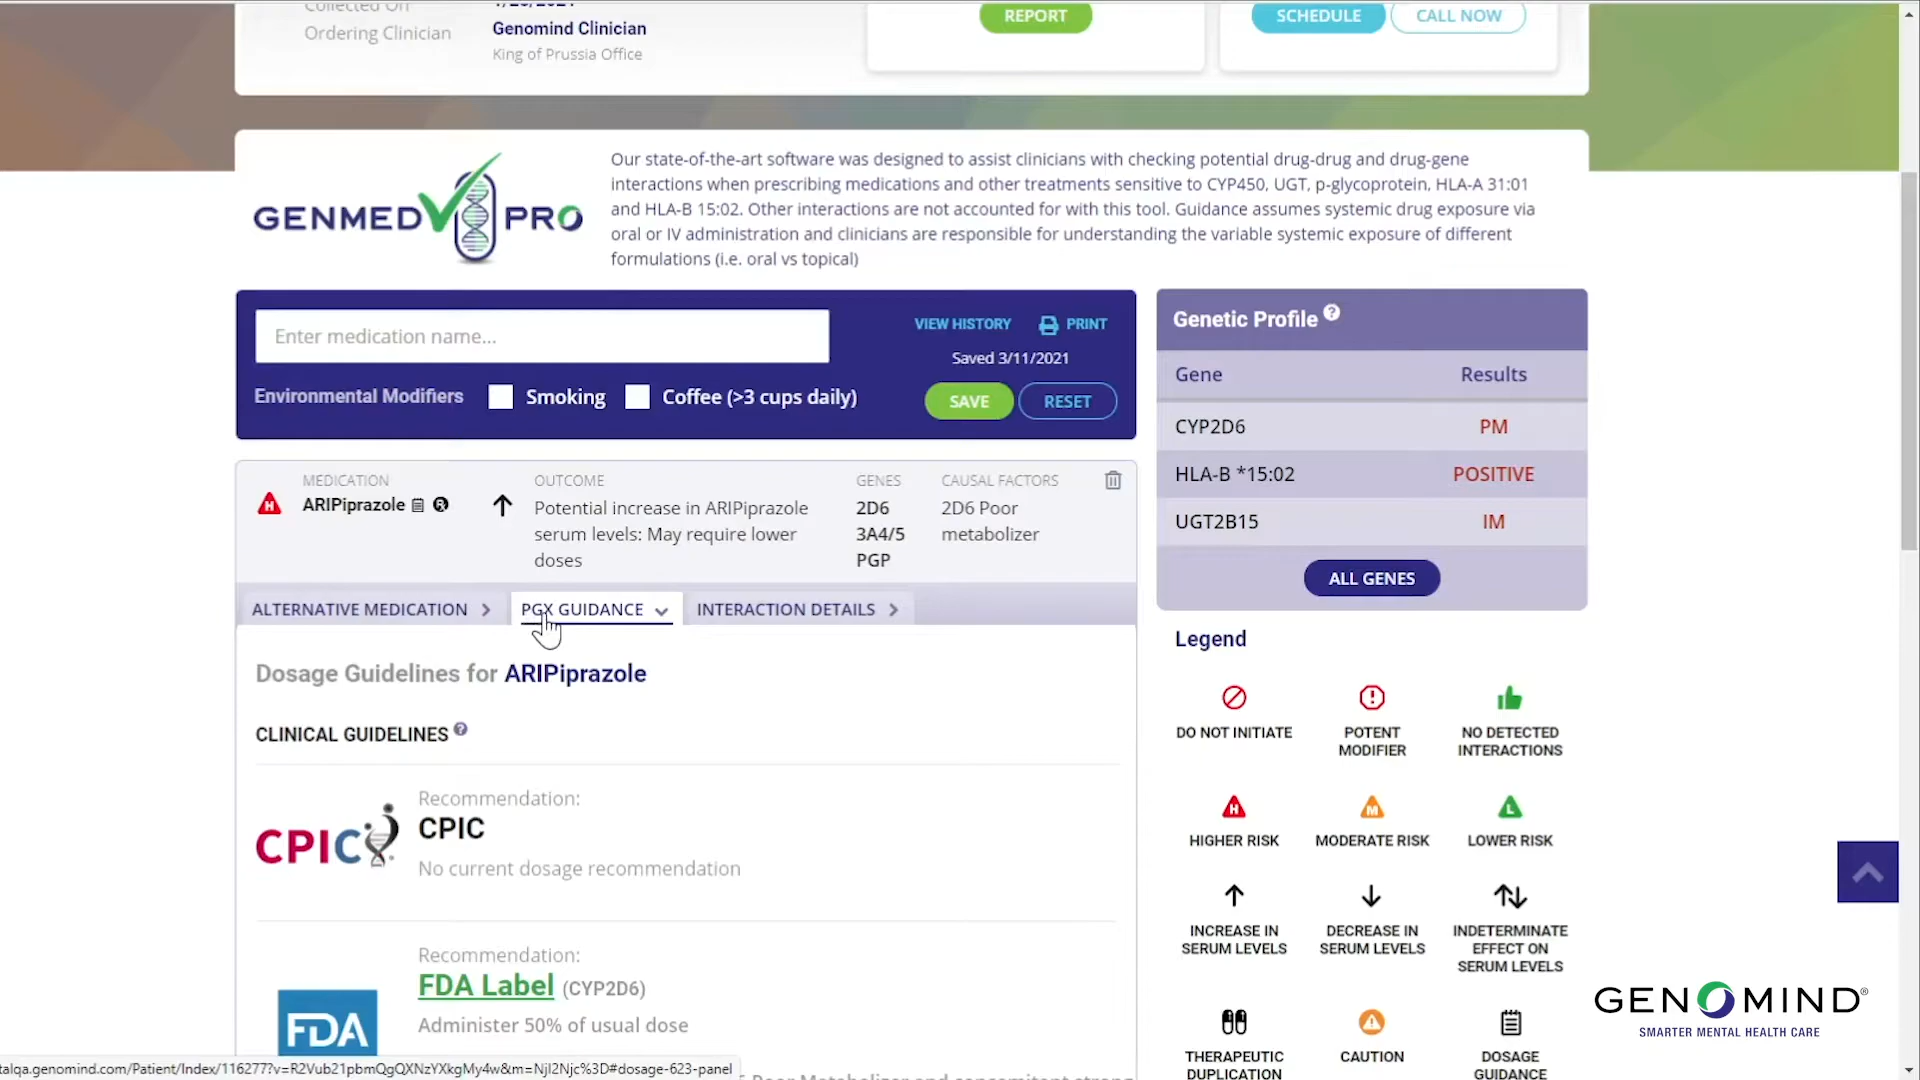 Collected On
Ordering Clinician
Genomind Clinician
King of Prussia Office
REPORT
SCHEDULE
CALL NOW
GENMED PRO
Our state-of-the-art software was designed to assist clinicians with checking potential drug-drug and drug-gene
interactions when prescribing medications and other treatments sensitive to CYP450, UGT, p-glycoprotein, HLA-A 31:01
and HLA-B 15:02. Other interactions are not accounted for with this tool. Guidance assumes systemic drug exposure via
oral or IV administration and clinicians are responsible for understanding the variable systemic exposure of different
formulations (i.e. oral vs topical)
Enter medication name...
VIEW HISTORY
PRINT
Saved 3/11/2021
Environmental Modifiers
Smoking
Coffee (>3 cups daily)
SAVE
RESET
Genetic Profile ?
Gene Results
CYP2D6 PM
HLA-B *15:02 POSITIVE
UGT2B15 IM
ALL GENES
MEDICATION
H ARIPiprazole
OUTCOME
Potential increase in ARIPiprazole
serum levels: May require lower
doses
GENES
2D6
3A4/5
PGP
CAUSAL FACTORS
2D6 Poor
metabolizer
ALTERNATIVE MEDICATION
PGX GUIDANCE
INTERACTION DETAILS
Dosage Guidelines for ARIPiprazole
CLINICAL GUIDELINES ?
CPIC
Recommendation:
CPIC
No current dosage recommendation
FDA
Recommendation:
FDA Label (CYP2D6)
Administer 50% of usual dose
Legend
DO NOT INITIATE
POTENT
MODIFIER
NO DETECTED
INTERACTIONS
H
HIGHER RISK
M
MODERATE RISK
L
LOWER RISK
INCREASE IN
SERUM LEVELS
DECREASE IN
SERUM LEVELS
INDETERMINATE
EFFECT ON
SERUM LEVELS
THERAPEUTIC
DUPLICATION
CAUTION
DOSAGE
GUIDANCE
GENOMIND®
SMARTER MENTAL HEALTH CARE
Poor Metabolizer and concomitant strong